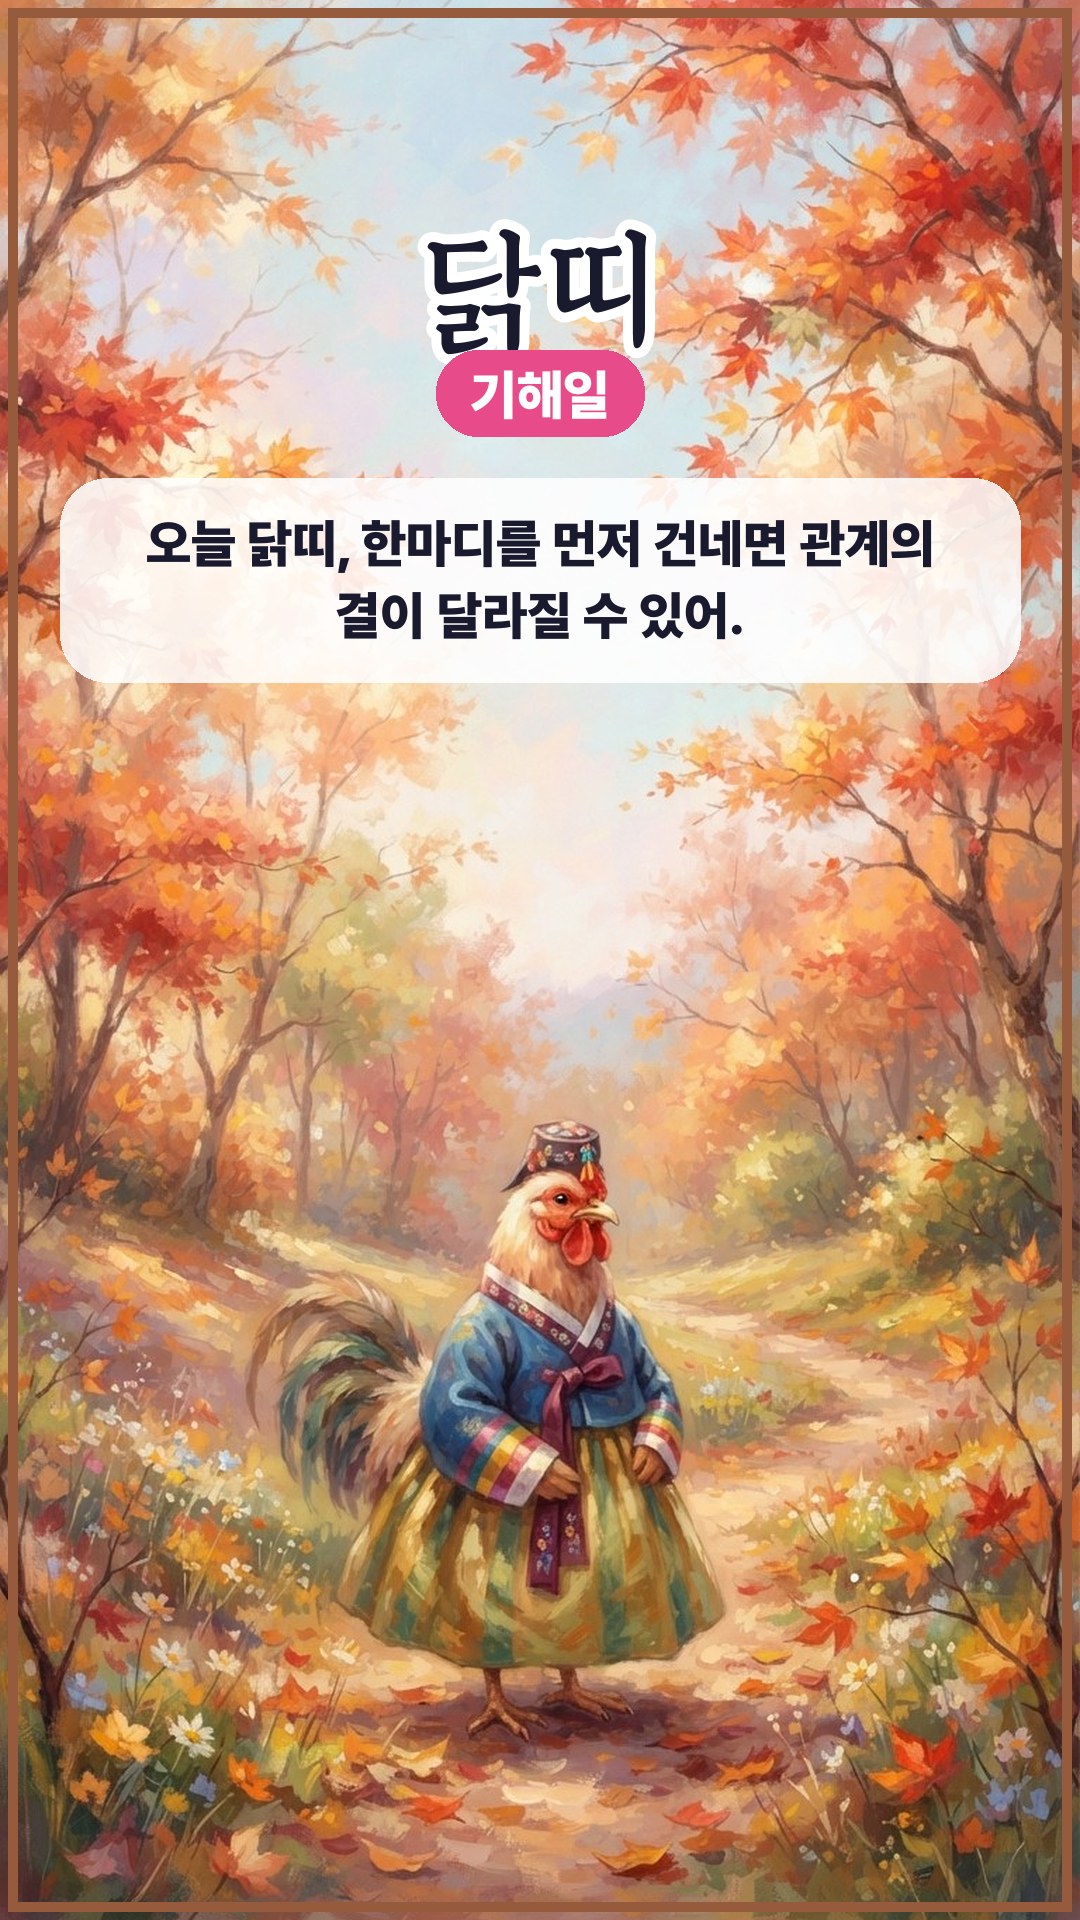 닭띠
기해일
오늘 닭띠, 한마디를 먼저 건네면 관계의
결이 달라질 수 있어.